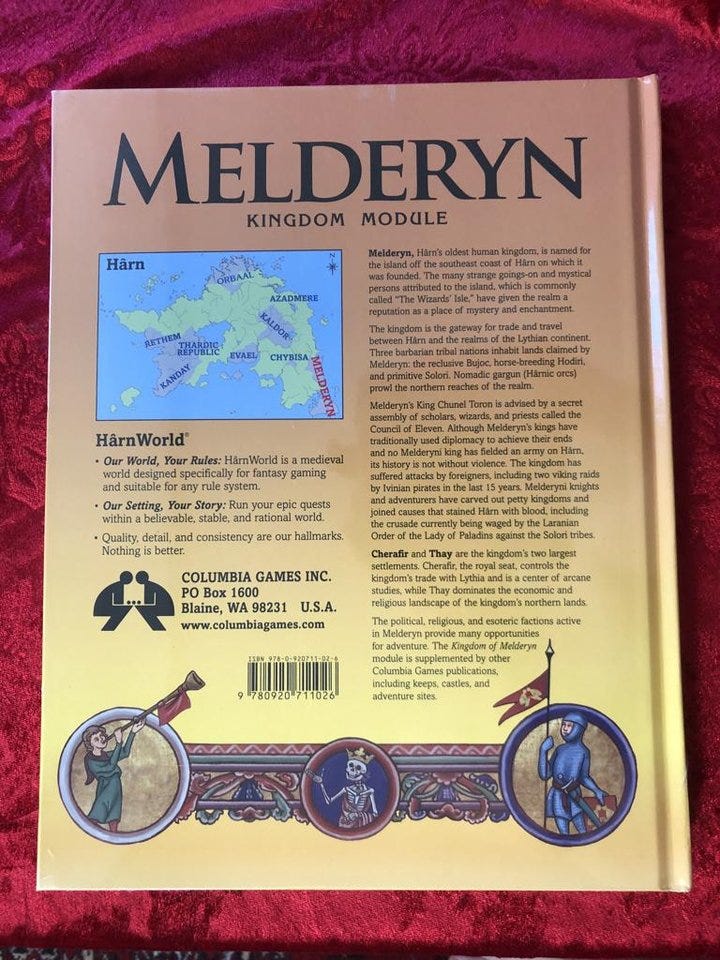 MELDERYN
KINGDOM MODULE
Hârn
N
ORBAAL
AZADMERE
KALDOR
RETHEM
THARDIC
REPUBLIC
EVAEL
CHYBISA
KANDAY
MELDERYN
HârnWorld®
• Our World, Your Rules: HârnWorld is a medieval
world designed specifically for fantasy gaming
and suitable for any rule system.
• Our Setting, Your Story: Run your epic quests
within a believable, stable, and rational world.
• Quality, detail, and consistency are our hallmarks.
Nothing is better.
COLUMBIA GAMES INC.
PO Box 1600
Blaine, WA 98231 U.S.A.
www.columbiagames.com
ISBN 978-0-920711-02-6
9 780920 711026
Melderyn, Hârn's oldest human kingdom, is named for
the island off the southeast coast of Hârn on which it
was founded. The many strange goings-on and mystical
persons attributed to the island, which is commonly
called "The Wizards' Isle," have given the realm a
reputation as a place of mystery and enchantment.
The kingdom is the gateway for trade and travel
between Hârn and the realms of the Lythian continent.
Three barbarian tribal nations inhabit lands claimed by
Melderyn: the reclusive Bujoc, horse-breeding Hodiri,
and primitive Solori. Nomadic gargun (Hârnic orcs)
prowl the northern reaches of the realm.
Melderyn's King Chunel Toron is advised by a secret
assembly of scholars, wizards, and priests called the
Council of Eleven. Although Melderyn's kings have
traditionally used diplomacy to achieve their ends
and no Melderyni king has fielded an army on Hârn,
its history is not without violence. The kingdom has
suffered attacks by foreigners, including two viking raids
by Ivinian pirates in the last 15 years. Melderyni knights
and adventurers have carved out petty kingdoms and
joined causes that stained Hârn with blood, including
the crusade currently being waged by the Laranian
Order of the Lady of Paladins against the Solori tribes.
Cherafir and Thay are the kingdom's two largest
settlements. Cherafir, the royal seat, controls the
kingdom's trade with Lythia and is a center of arcane
studies, while Thay dominates the economic and
religious landscape of the kingdom's northern lands.
The political, religious, and esoteric factions active
in Melderyn provide many opportunities
for adventure. The Kingdom of Melderyn
module is supplemented by other
Columbia Games publications,
including keeps, castles, and
adventure sites.